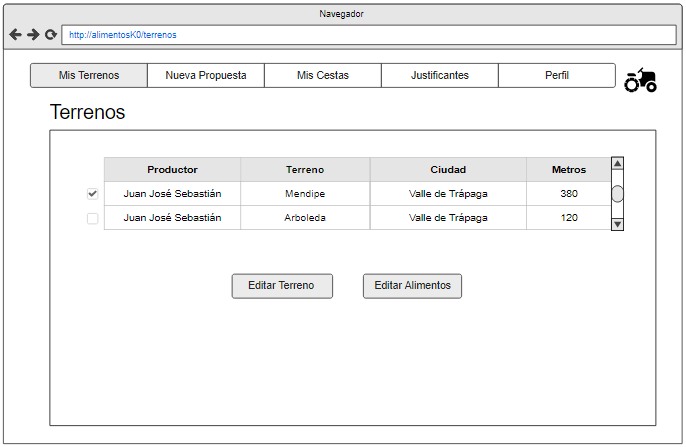 Navegador
http://alimentosK0/terrenos
Mis Terrenos Nueva Propuesta Mis Cestas Justificantes Perfil
Terrenos
Productor Terreno Ciudad Metros
Juan José Sebastián Mendipe Valle de Trápaga 380
Juan José Sebastián Arboleda Valle de Trápaga 120
Editar Terreno Editar Alimentos